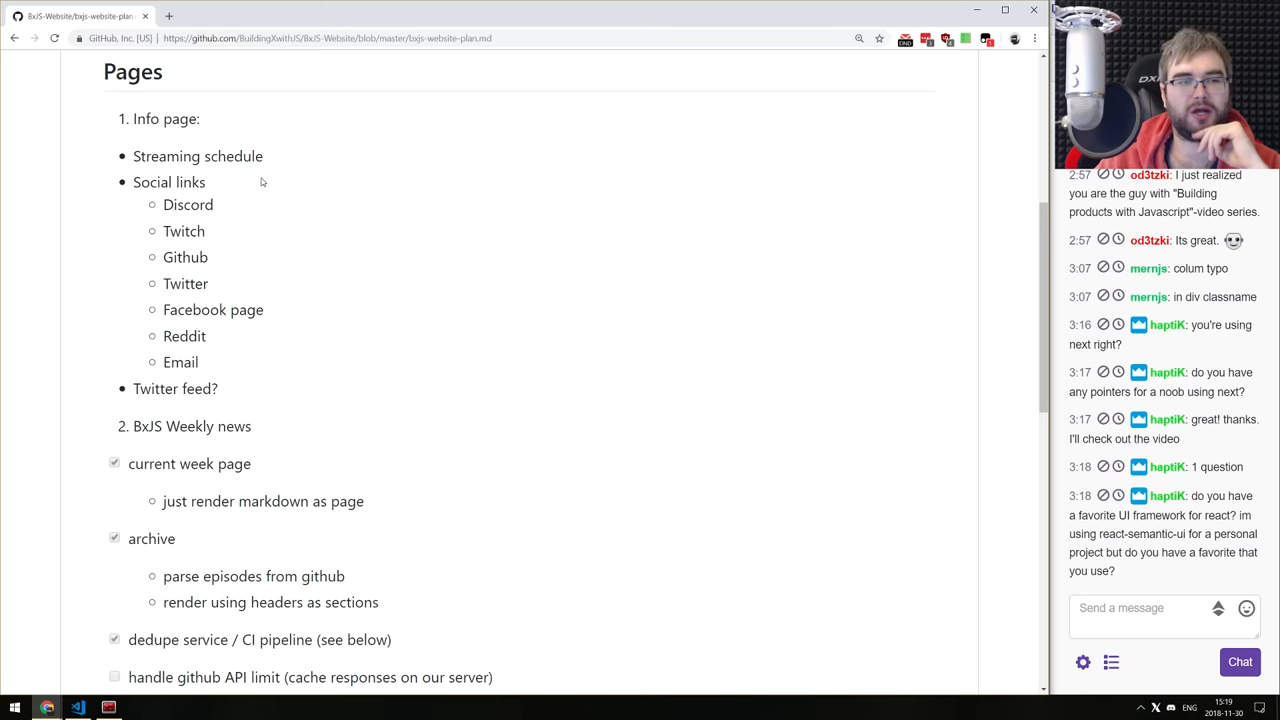 BxJS-Website/bxjs-website-plan.
GitHub, Inc. [US] | https://github.com/BuildingXwithJS/BxJS-Website/blob/master/bxjs-website-plan.md
DND
Pages
1. Info page:
Streaming schedule
Social links
Discord
Twitch
Github
Twitter
Facebook page
Reddit
Email
Twitter feed?
2. BxJS Weekly news
current week page
just render markdown as page
archive
parse episodes from github
render using headers as sections
dedupe service / CI pipeline (see below)
handle github API limit (cache responses on our server)
2:57 od3tzki: I just realized
you are the guy with "Building
products with Javascript"-video series.
2:57 od3tzki: Its great.
3:07 mernjs: colum typo
3:07 mernjs: in div classname
3:16 haptiK: you're using
next right?
3:17 haptiK: do you have
any pointers for a noob using next?
3:17 haptiK: great! thanks.
I'll check out the video
3:18 haptiK: 1 question
3:18 haptiK: do you have
a favorite UI framework for react? im
using react-semantic-ui for a personal
project but do you have a favorite that
you use?
Send a message
Chat
ENG
15:19
2018-11-30